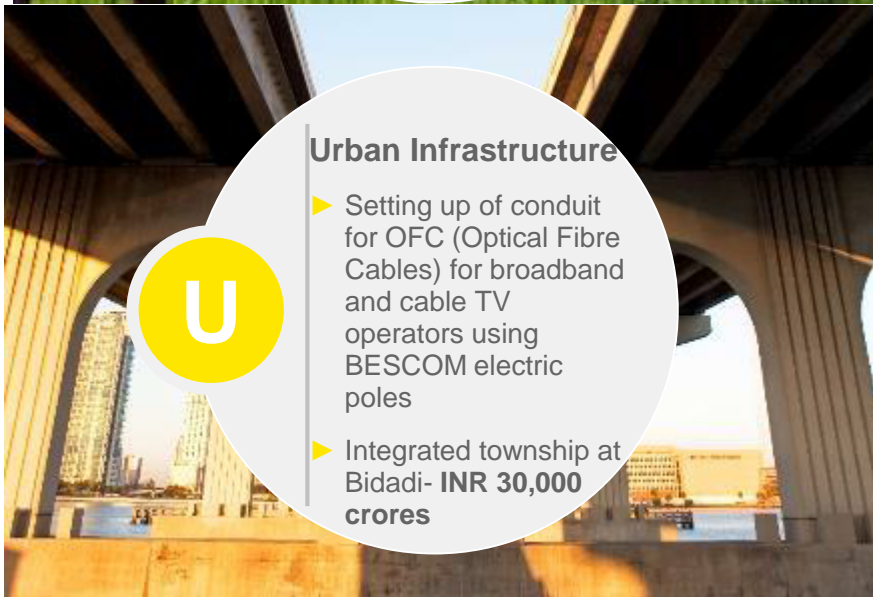 Urban Infrastructure
U
► Setting up of conduit
for OFC (Optical Fibre
Cables) for broadband
and cable TV
operators using
BESCOM electric
poles
► Integrated township at
Bidadi- INR 30,000
crores